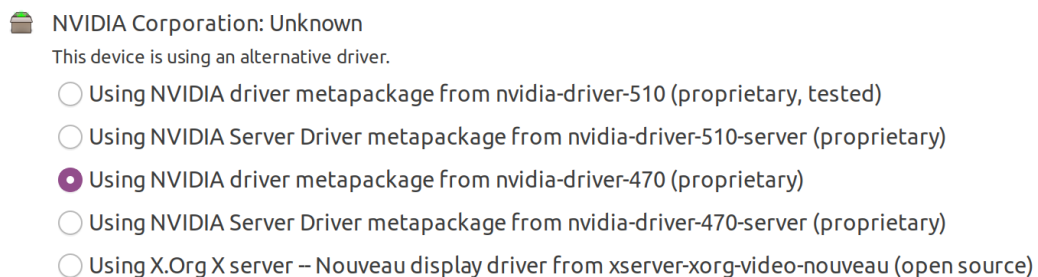 NVIDIA Corporation: Unknown
This device is using an alternative driver.
Using NVIDIA driver metapackage from nvidia-driver-510 (proprietary, tested)
Using NVIDIA Server Driver metapackage from nvidia-driver-510-server (proprietary)
Using NVIDIA driver metapackage from nvidia-driver-470 (proprietary)
Using NVIDIA Server Driver metapackage from nvidia-driver-470-server (proprietary)
Using X.Org X server -- Nouveau display driver from xserver-xorg-video-nouveau (open source)